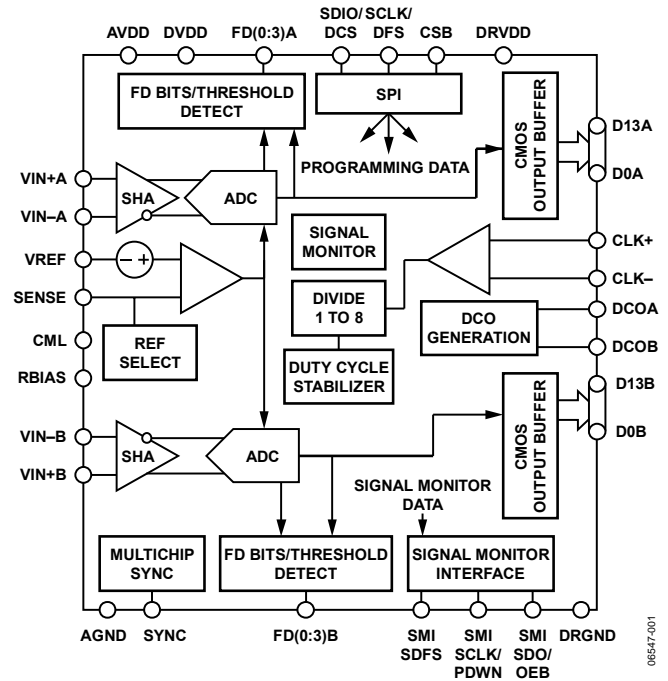 AVDD DVDD FD(0:3)A SDIO/ SCLK/ CSB DRVDD
DCS DFS
FD BITS/THRESHOLD
DETECT
SPI
PROGRAMMING DATA
CMOS
OUTPUT BUFFER
D13A
D0A
VIN+A
VIN–A
SHA
ADC
VREF
– +
SENSE
REF
SELECT
CML
RBIAS
SIGNAL
MONITOR
DIVIDE
1 TO 8
DUTY CYCLE
STABILIZER
CLK+
CLK–
DCO
GENERATION
DCOA
DCOB
CMOS
OUTPUT BUFFER
D13B
D0B
VIN–B
VIN+B
SHA
ADC
SIGNAL MONITOR
DATA
MULTICHIP
SYNC
FD BITS/THRESHOLD
DETECT
SIGNAL MONITOR
INTERFACE
AGND SYNC FD(0:3)B SMI SMI SMI DRGND
SDFS SCLK/ SDO/
PDWN OEB
06547-001